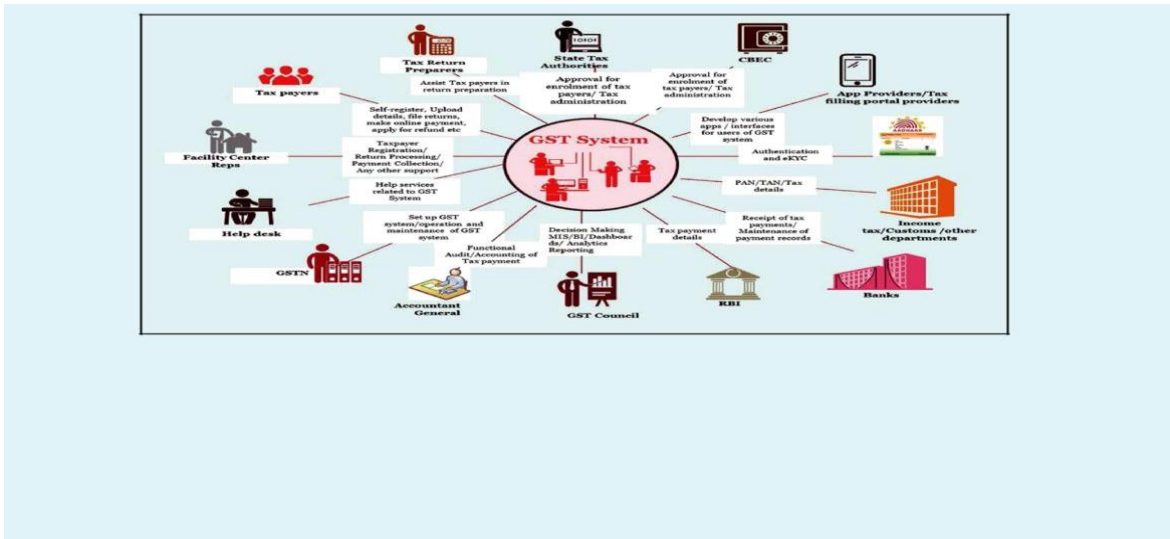 Tax Return
Preparers
State Tax
Authorities
CBEC
App Providers/Tax
filling portal providers
Tax payers
Assist Tax payers in
return preparation
Approval for
enrolment of tax
payers/ Tax
administration
Approval for
enrolment of
tax payers/ Tax
administration
Self-register, Upload
details, file returns,
make online payment,
apply for refund etc
Develop various
apps / interfaces
for users of GST
system
AADHAAR
Facility Center
Reps
Taxpayer
Registration/
Return Processing/
Payment Collection/
Any other support
GST System
Authentication
and eKYC
Help services
related to GST
System
PAN/TAN/Tax
details
Help desk
Income
tax/Customs /other
departments
Set up GST
system/operation and
maintenance of GST
system
Functional
Audit/Accounting of
Tax payment
Decision Making
MIS/BI/Dashboar
ds/ Analytics
Reporting
Tax payment
details
Receipt of tax
payments/
Maintenance of
payment records
GSTN
Accountant
General
GST Council
RBI
Banks